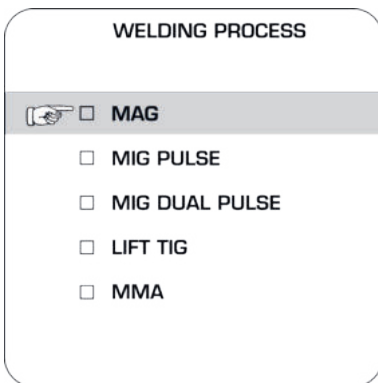 WELDING PROCESS
MAG
MIG PULSE
MIG DUAL PULSE
LIFT TIG
MMA